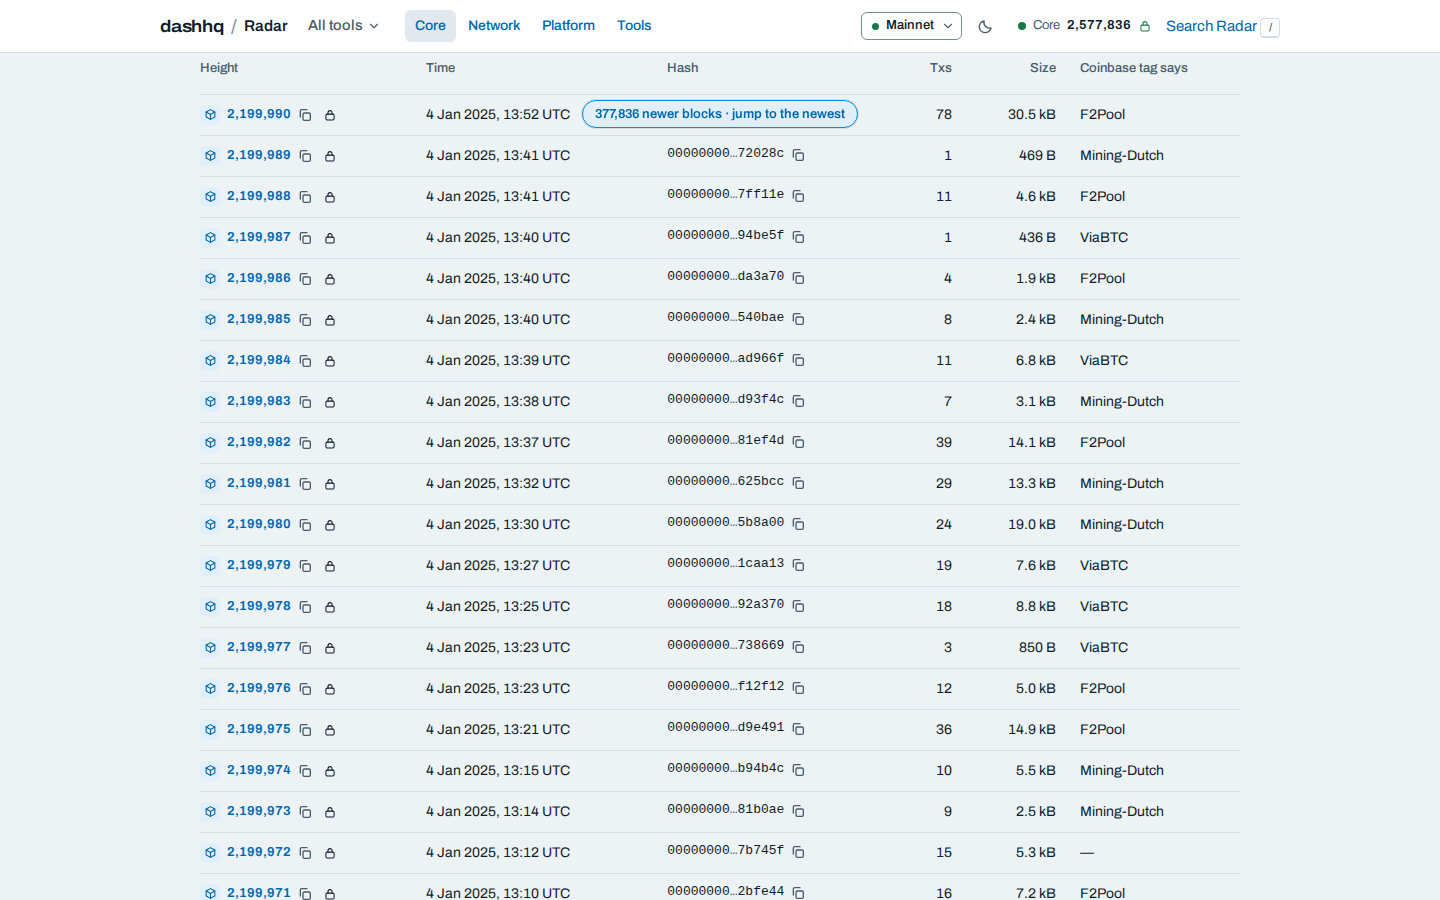 dashhq / Radar All tools Core Network Platform Tools Mainnet Core 2,577,836 Search Radar /
Height Time Hash Txs Size Coinbase tag says
2,199,990 4 Jan 2025, 13:52 UTC 377,836 newer blocks · jump to the newest 78 30.5 kB F2Pool
2,199,989 4 Jan 2025, 13:41 UTC 00000000…72028c 1 469 B Mining-Dutch
2,199,988 4 Jan 2025, 13:41 UTC 00000000…7ff11e 11 4.6 kB F2Pool
2,199,987 4 Jan 2025, 13:40 UTC 00000000…94be5f 1 436 B ViaBTC
2,199,986 4 Jan 2025, 13:40 UTC 00000000…da3a70 4 1.9 kB F2Pool
2,199,985 4 Jan 2025, 13:40 UTC 00000000…540bae 8 2.4 kB Mining-Dutch
2,199,984 4 Jan 2025, 13:39 UTC 00000000…ad966f 11 6.8 kB ViaBTC
2,199,983 4 Jan 2025, 13:38 UTC 00000000…d93f4c 7 3.1 kB Mining-Dutch
2,199,982 4 Jan 2025, 13:37 UTC 00000000…81ef4d 39 14.1 kB F2Pool
2,199,981 4 Jan 2025, 13:32 UTC 00000000…625bcc 29 13.3 kB Mining-Dutch
2,199,980 4 Jan 2025, 13:30 UTC 00000000…5b8a00 24 19.0 kB Mining-Dutch
2,199,979 4 Jan 2025, 13:27 UTC 00000000…1caa13 19 7.6 kB ViaBTC
2,199,978 4 Jan 2025, 13:25 UTC 00000000…92a370 18 8.8 kB ViaBTC
2,199,977 4 Jan 2025, 13:23 UTC 00000000…738669 3 850 B ViaBTC
2,199,976 4 Jan 2025, 13:23 UTC 00000000…f12f12 12 5.0 kB F2Pool
2,199,975 4 Jan 2025, 13:21 UTC 00000000…d9e491 36 14.9 kB F2Pool
2,199,974 4 Jan 2025, 13:15 UTC 00000000…b94b4c 10 5.5 kB Mining-Dutch
2,199,973 4 Jan 2025, 13:14 UTC 00000000…81b0ae 9 2.5 kB Mining-Dutch
2,199,972 4 Jan 2025, 13:12 UTC 00000000…7b745f 15 5.3 kB —
2,199,971 4 Jan 2025, 13:10 UTC 00000000…2bfe44 16 7.2 kB F2Pool